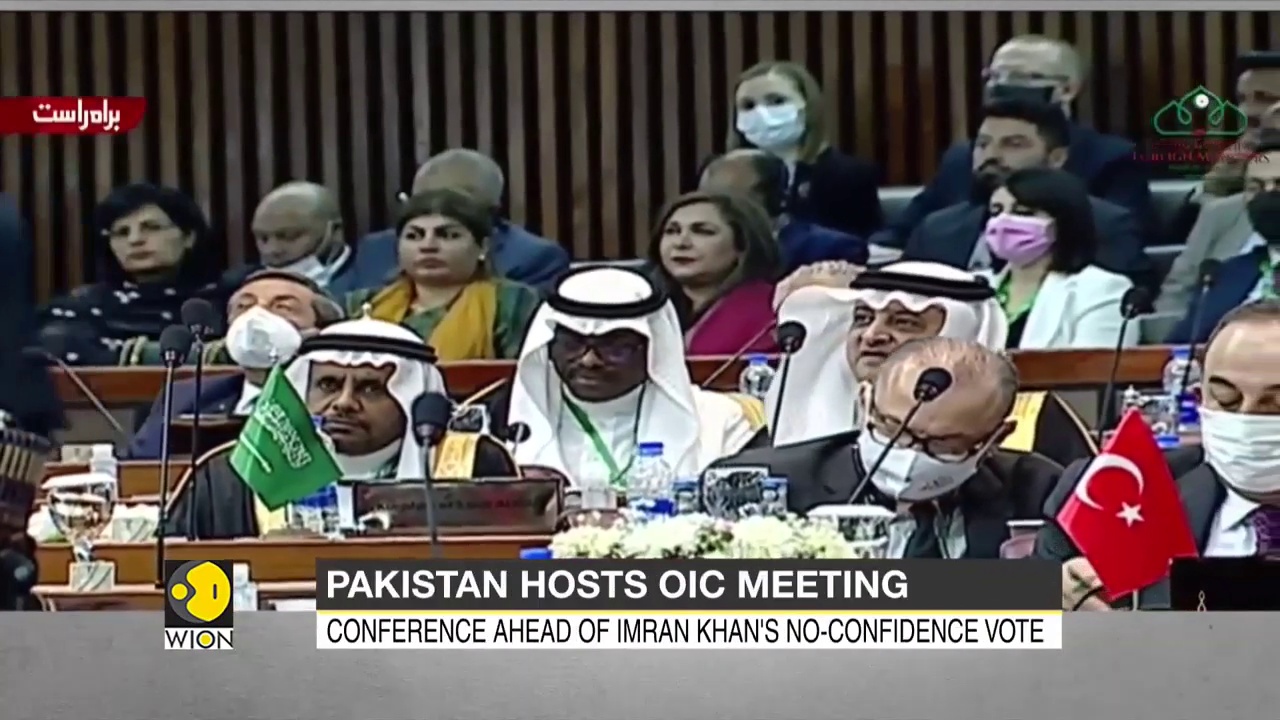 براہ راست
PAKISTAN HOSTS OIC MEETING
CONFERENCE AHEAD OF IMRAN KHAN'S NO-CONFIDENCE VOTE
WION